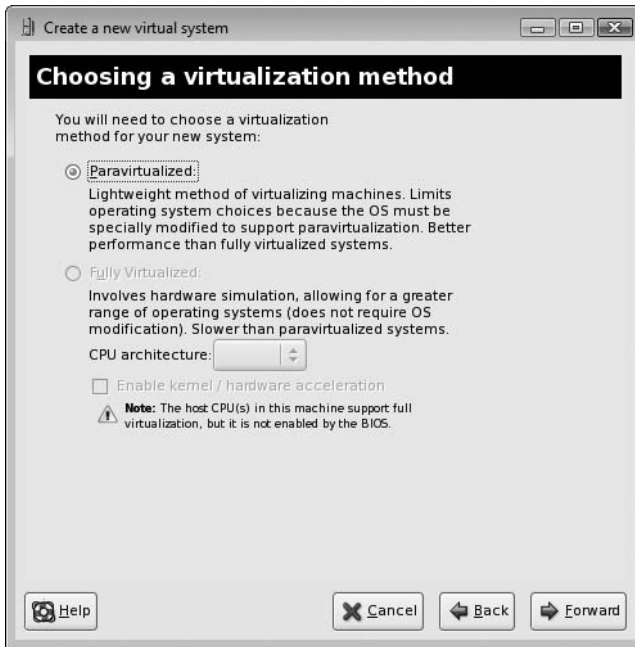 Create a new virtual system
Choosing a virtualization method
You will need to choose a virtualization
method for your new system:
Paravirtualized:
Lightweight method of virtualizing machines. Limits
operating system choices because the OS must be
specially modified to support paravirtualization. Better
performance than fully virtualized systems.
Fully Virtualized:
Involves hardware simulation, allowing for a greater
range of operating systems (does not require OS
modification). Slower than paravirtualized systems.
CPU architecture:
Enable kernel / hardware acceleration
Note: The host CPU(s) in this machine support full
virtualization, but it is not enabled by the BIOS.
Help
Cancel
Back
Forward